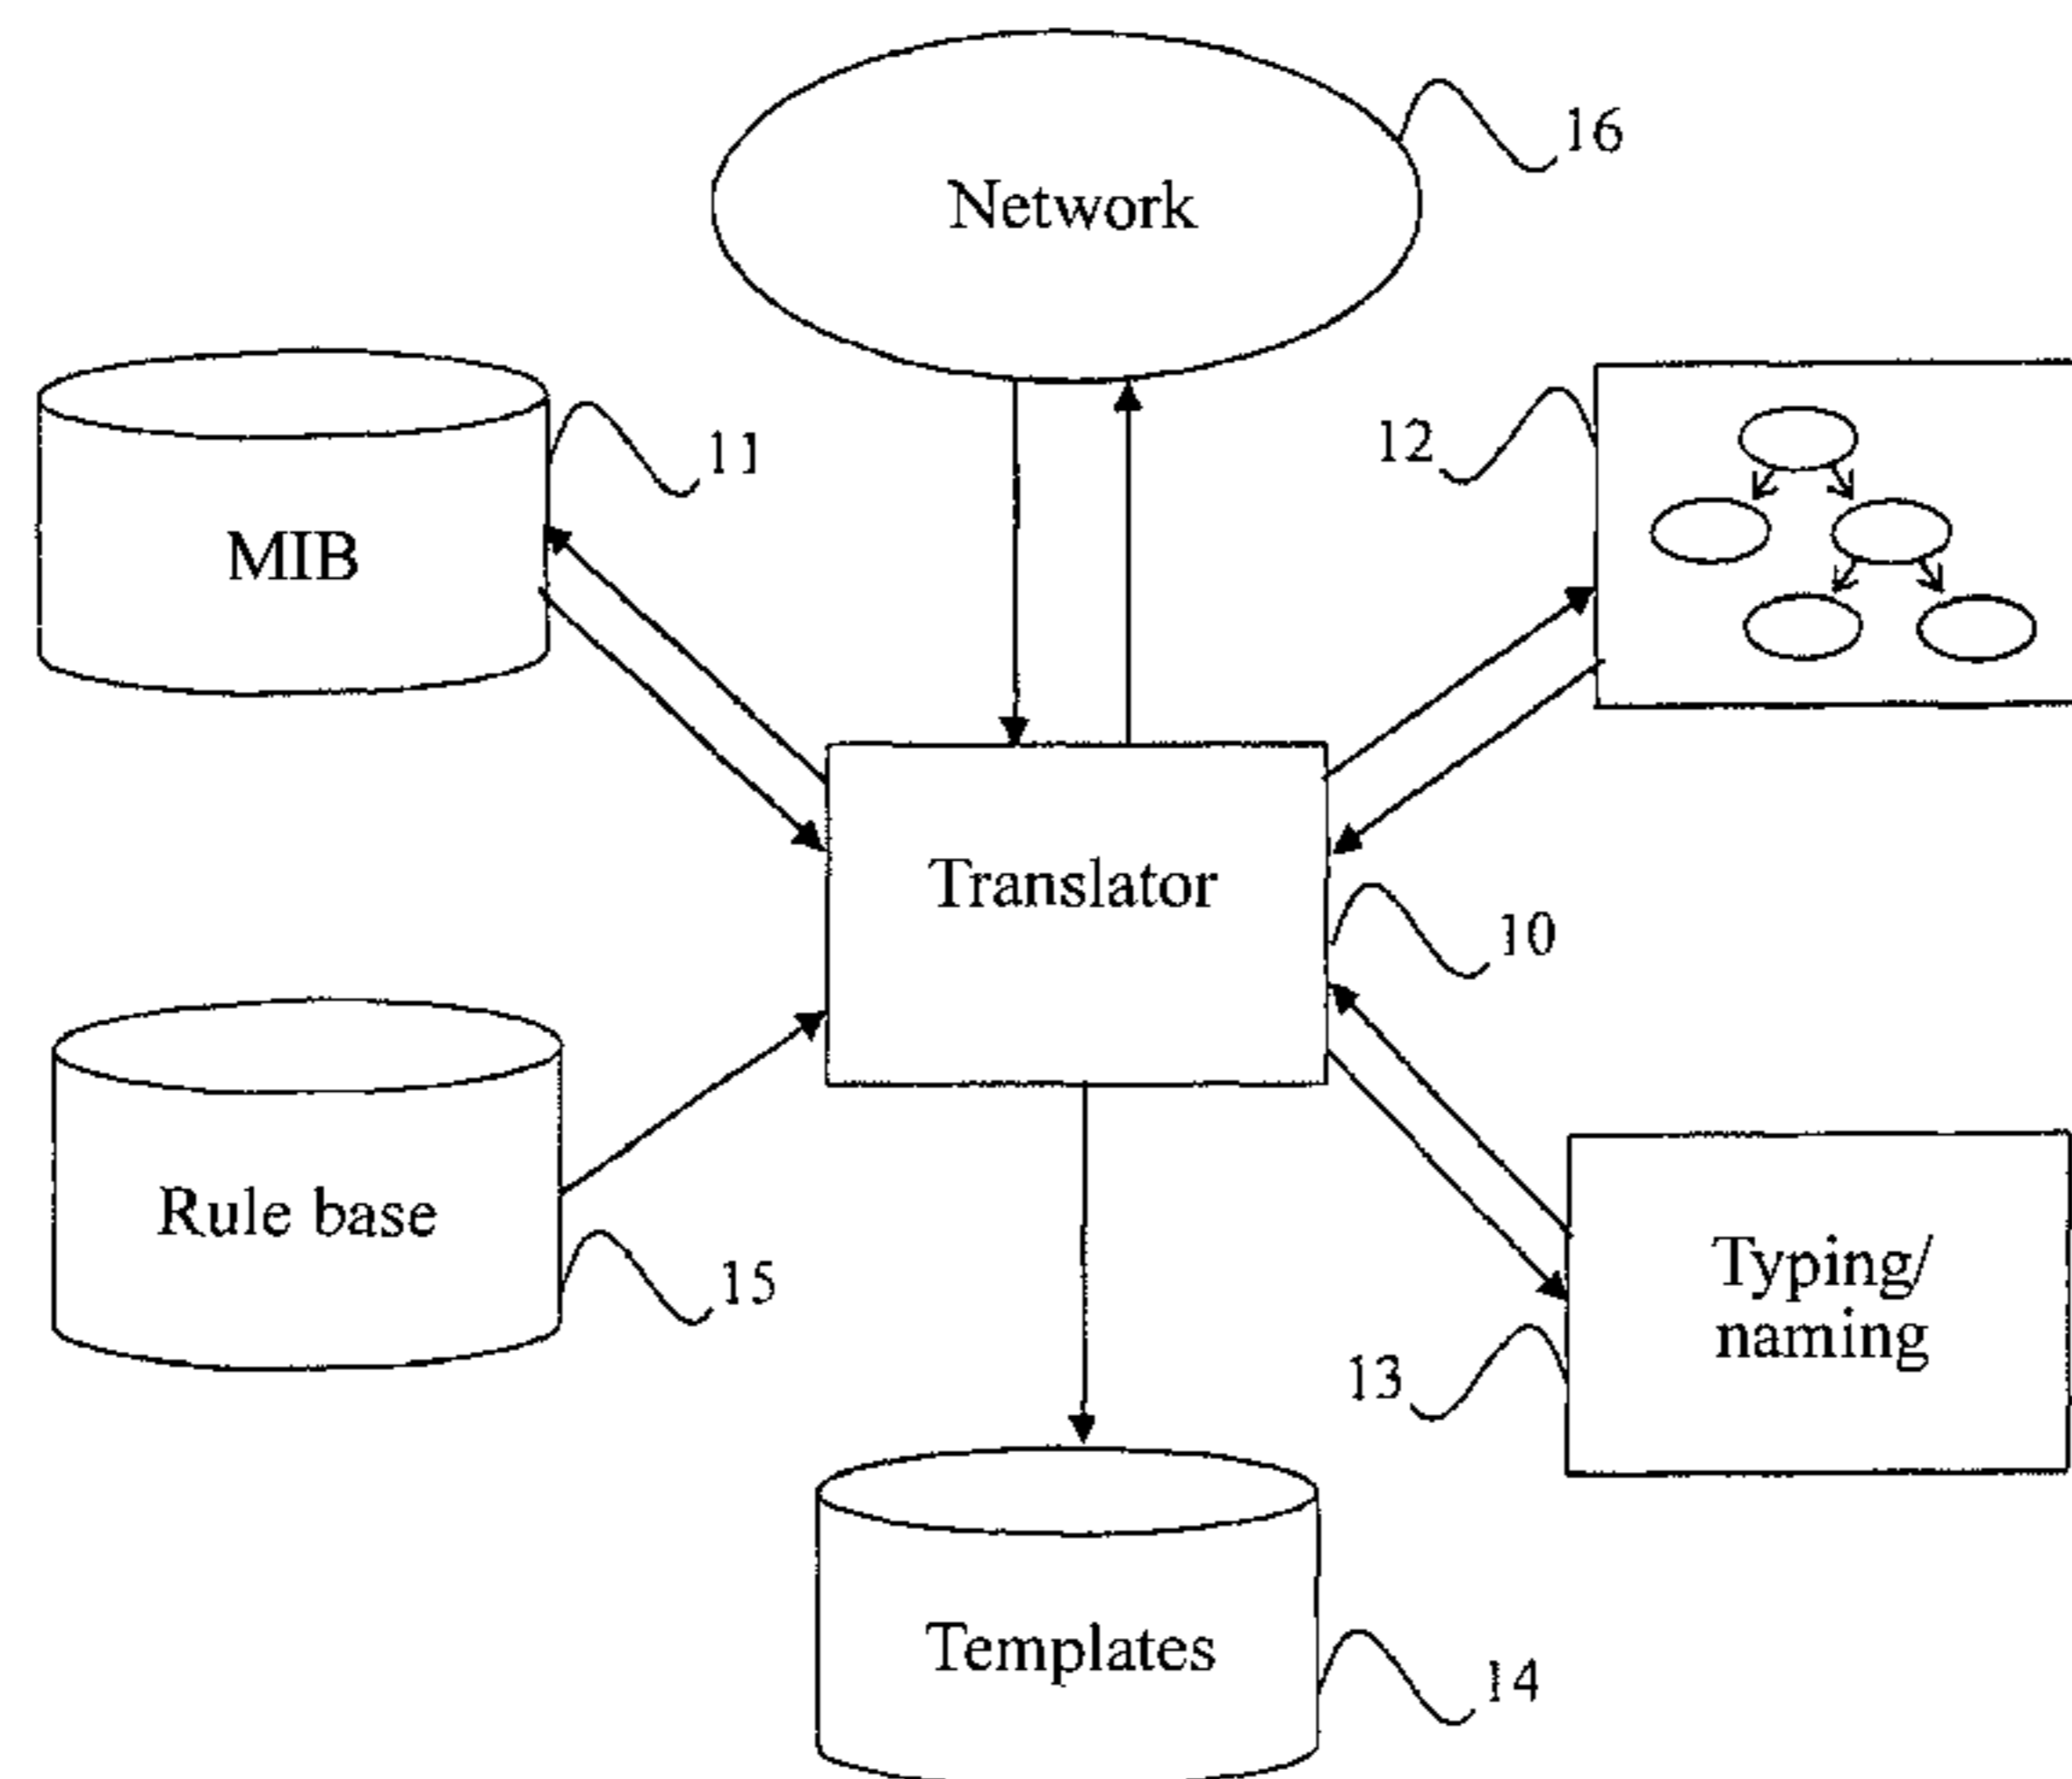 16
Network
11
12
MIB
Translator
10
Rule base
15
Typing/
naming
13
Templates
14